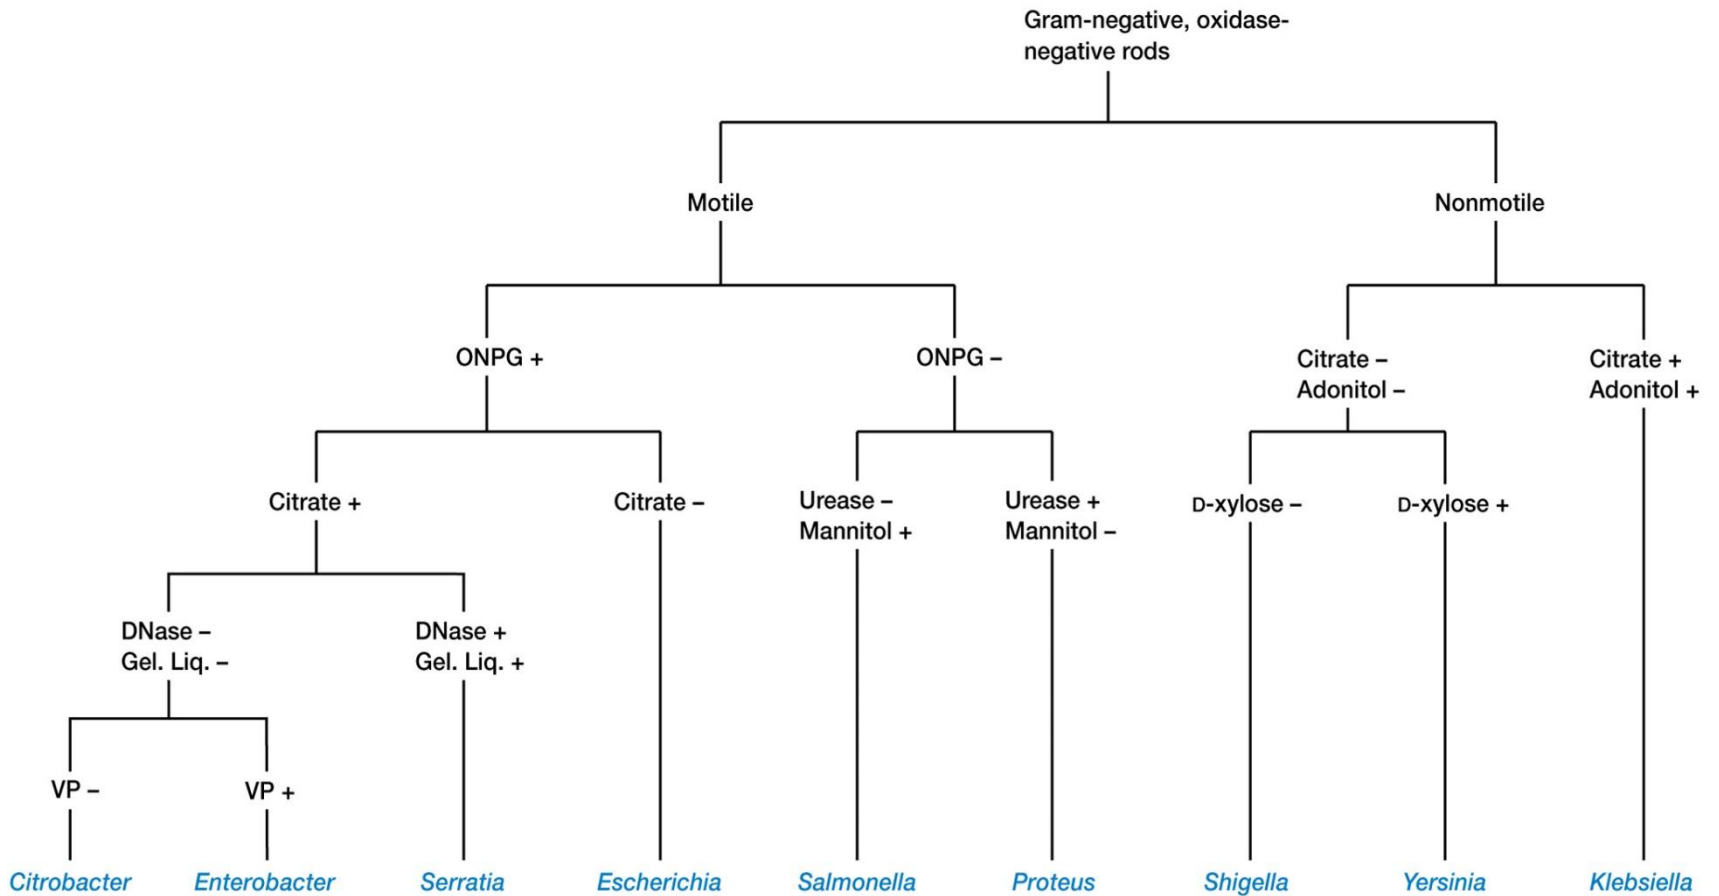 Gram-negative, oxidase-
negative rods
Motile
Nonmotile
ONPG +
ONPG –
Citrate –
Adonitol –
Citrate +
Adonitol +
Citrate +
Citrate –
Urease –
Mannitol +
Urease +
Mannitol –
D-xylose –
D-xylose +
DNase –
Gel. Liq. –
DNase +
Gel. Liq. +
VP –
VP +
Citrobacter
Enterobacter
Serratia
Escherichia
Salmonella
Proteus
Shigella
Yersinia
Klebsiella